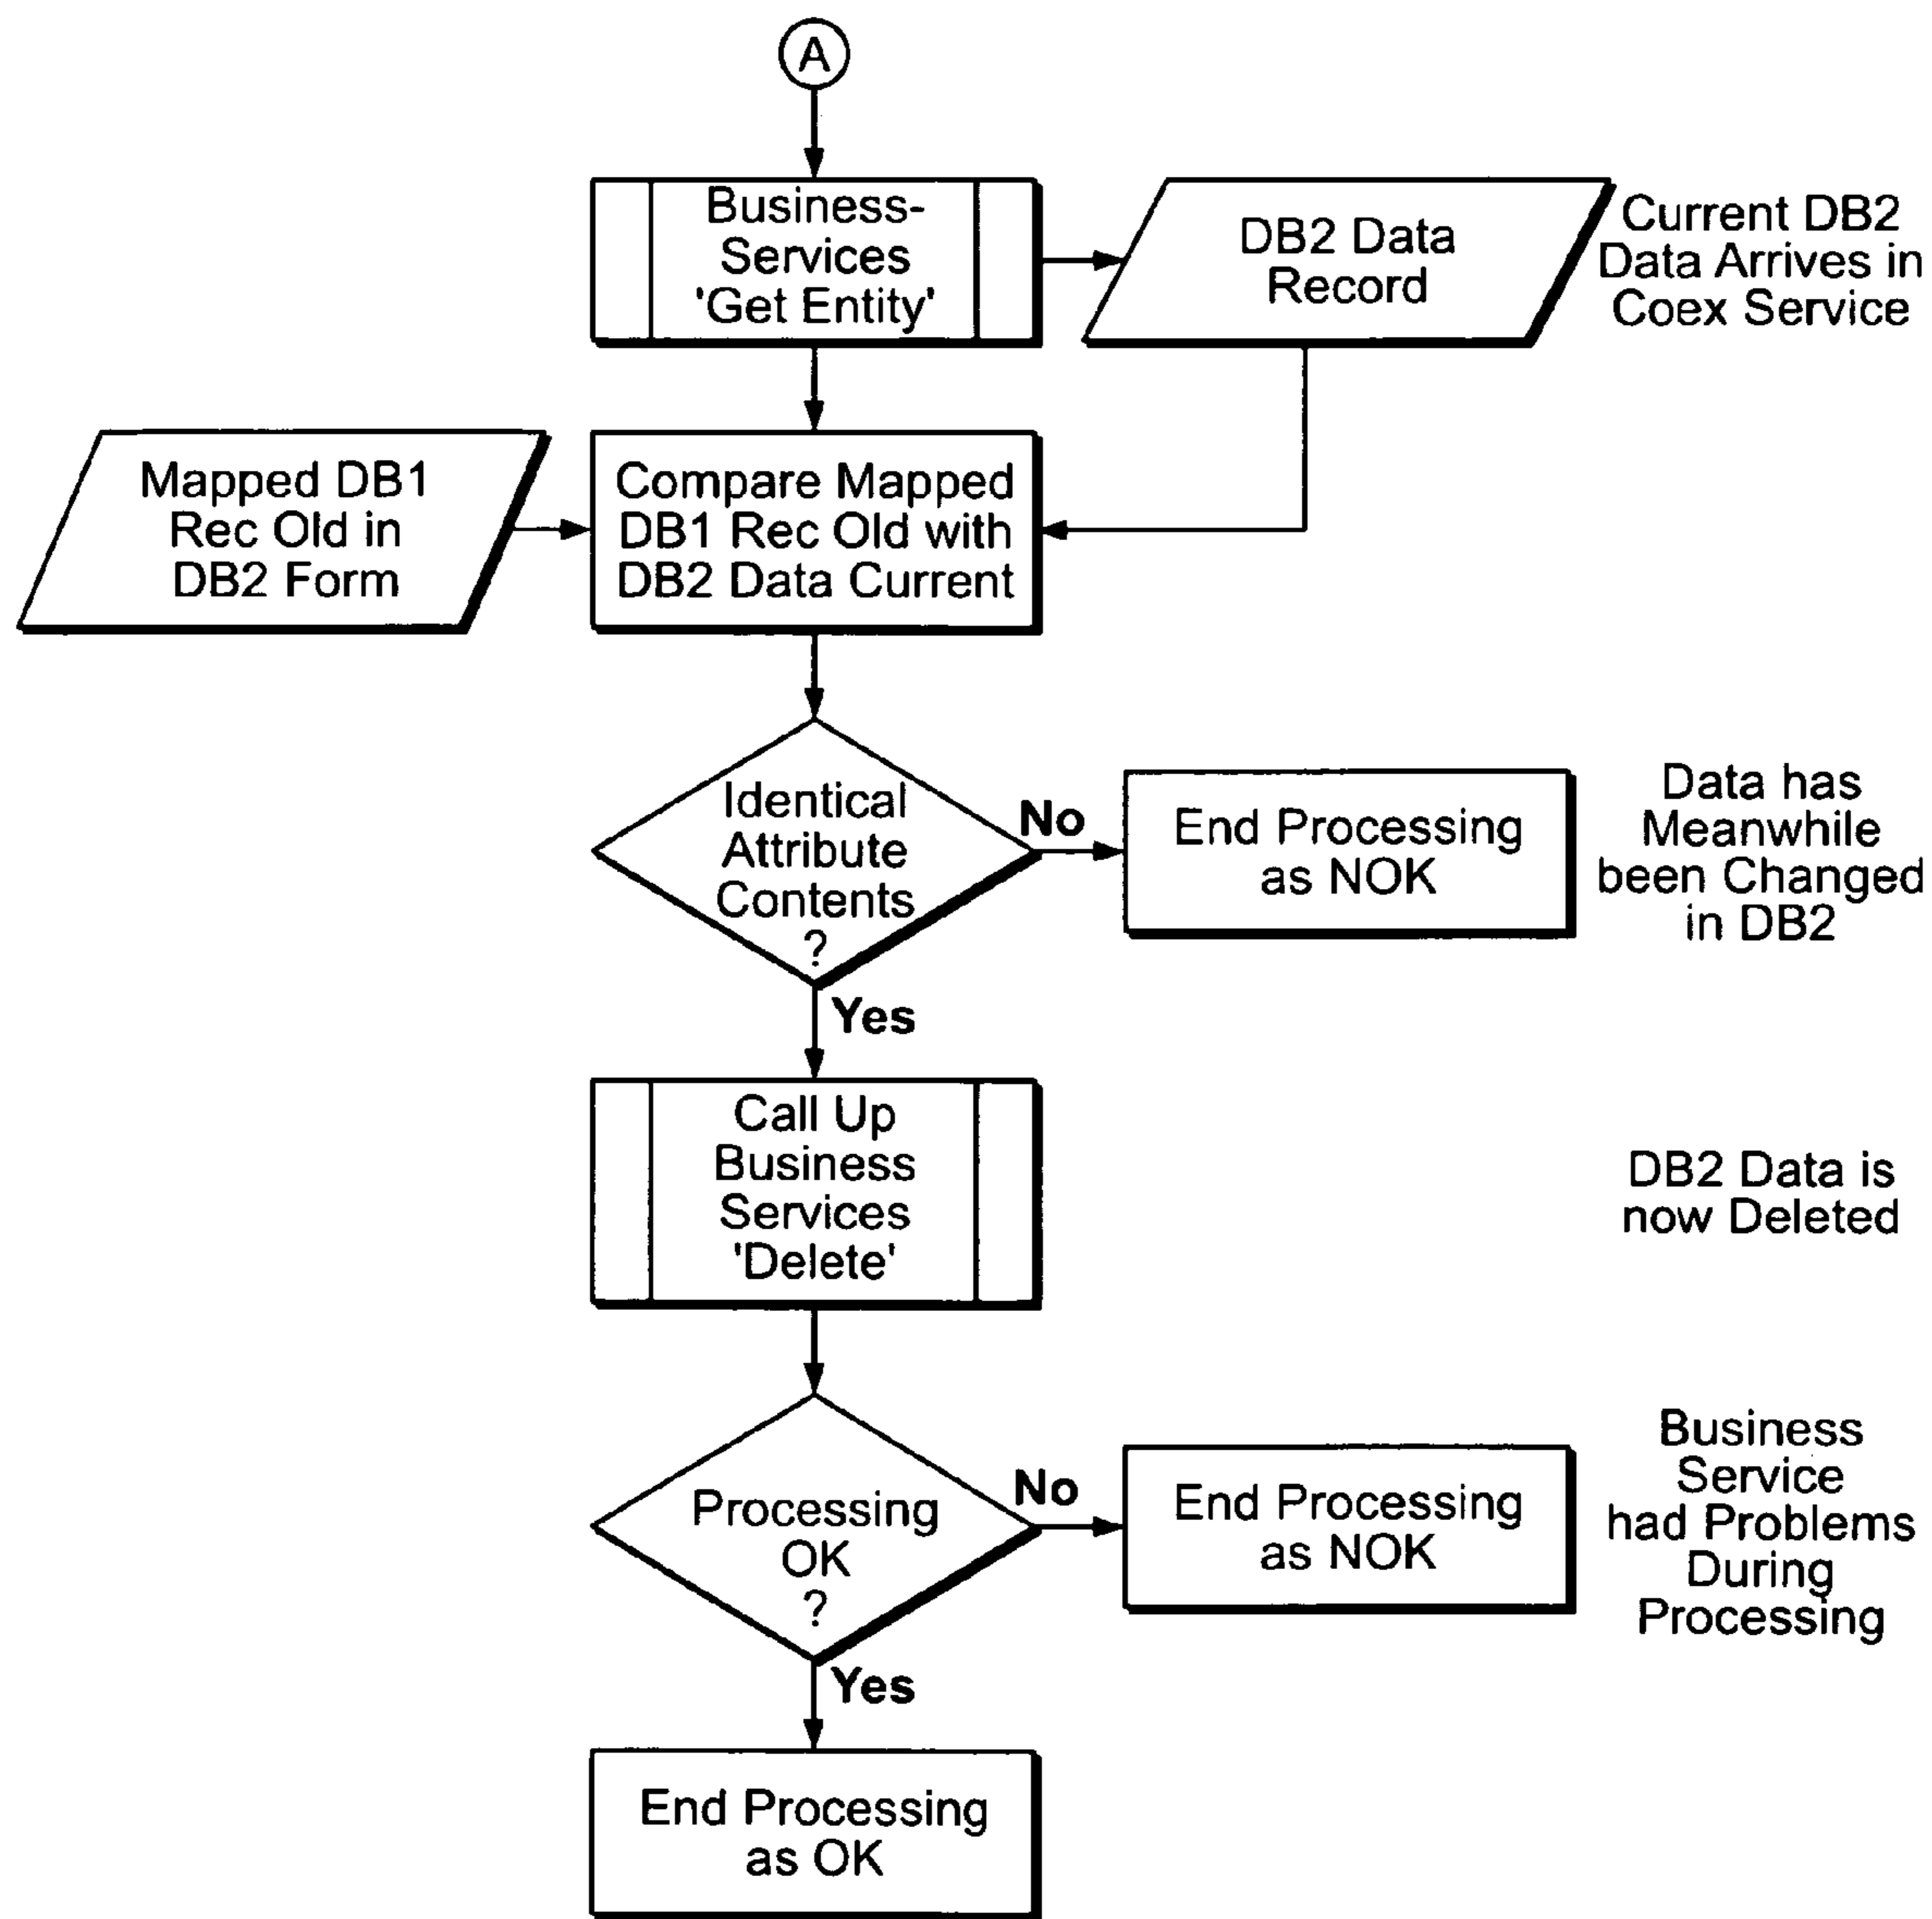 A
Business-
Services
'Get Entity'
DB2 Data
Record
Current DB2
Data Arrives in
Coex Service
Mapped DB1
Rec Old in
DB2 Form
Compare Mapped
DB1 Rec Old with
DB2 Data Current
Identical
Attribute
Contents
?
No
End Processing
as NOK
Data has
Meanwhile
been Changed
in DB2
Yes
Call Up
Business
Services
'Delete'
DB2 Data is
now Deleted
Processing
OK
?
No
End Processing
as NOK
Business
Service
had Problems
During
Processing
Yes
End Processing
as OK